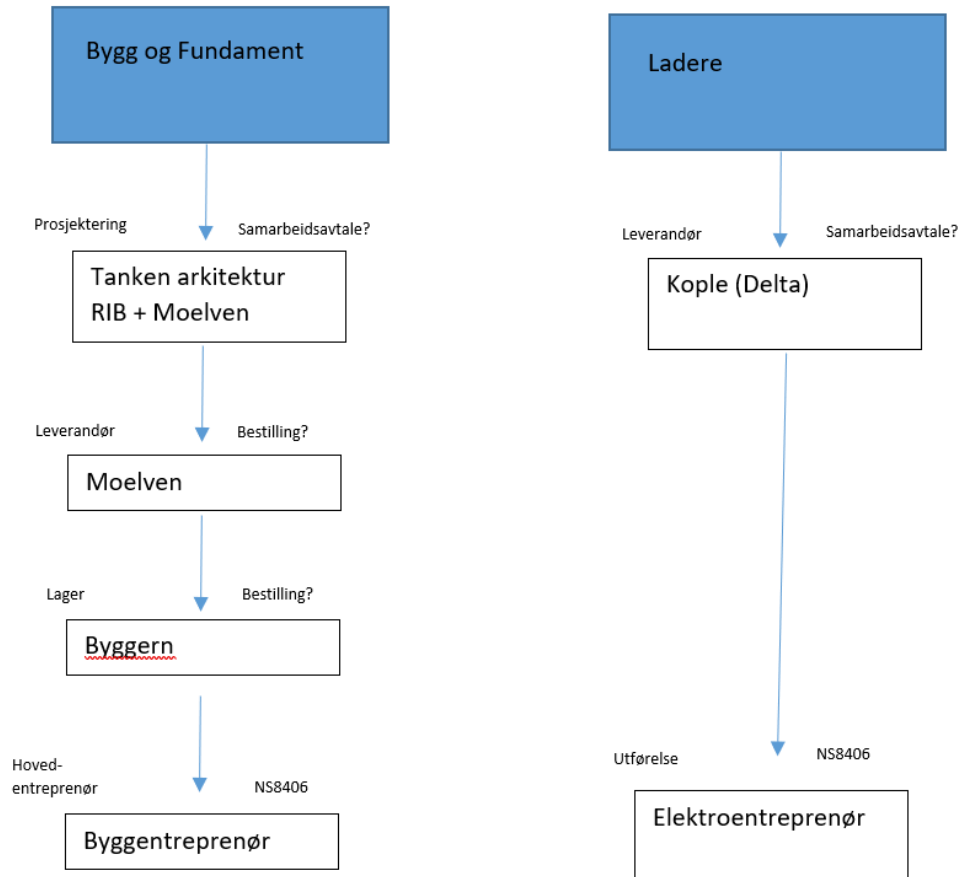 Bygg og Fundament
Prosjektering
Samarbeidsavtale?
Tanken arkitektur
RIB + Moelven
Leverandør
Bestilling?
Moelven
Lager
Bestilling?
Byggern
Hoved-
entreprenør
NS8406
Byggentreprenør
Ladere
Leverandør
Samarbeidsavtale?
Kople (Delta)
Utførelse
NS8406
Elektroentreprenør